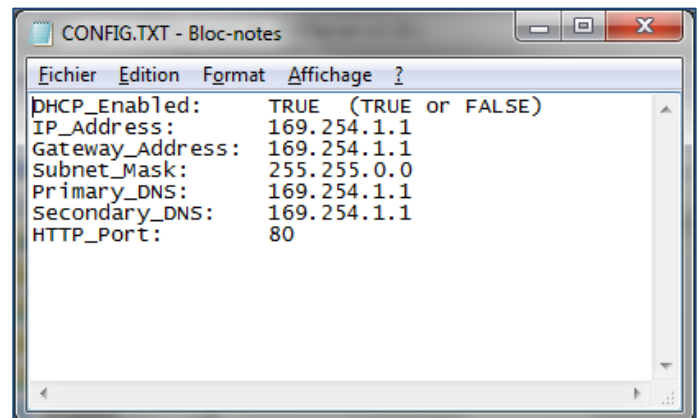 CONFIG.TXT - Bloc-notes
Fichier Edition Format Affichage ?
DHCP_Enabled: TRUE (TRUE or FALSE)
IP_Address: 169.254.1.1
Gateway_Address: 169.254.1.1
Subnet_Mask: 255.255.0.0
Primary_DNS: 169.254.1.1
Secondary_DNS: 169.254.1.1
HTTP_Port: 80